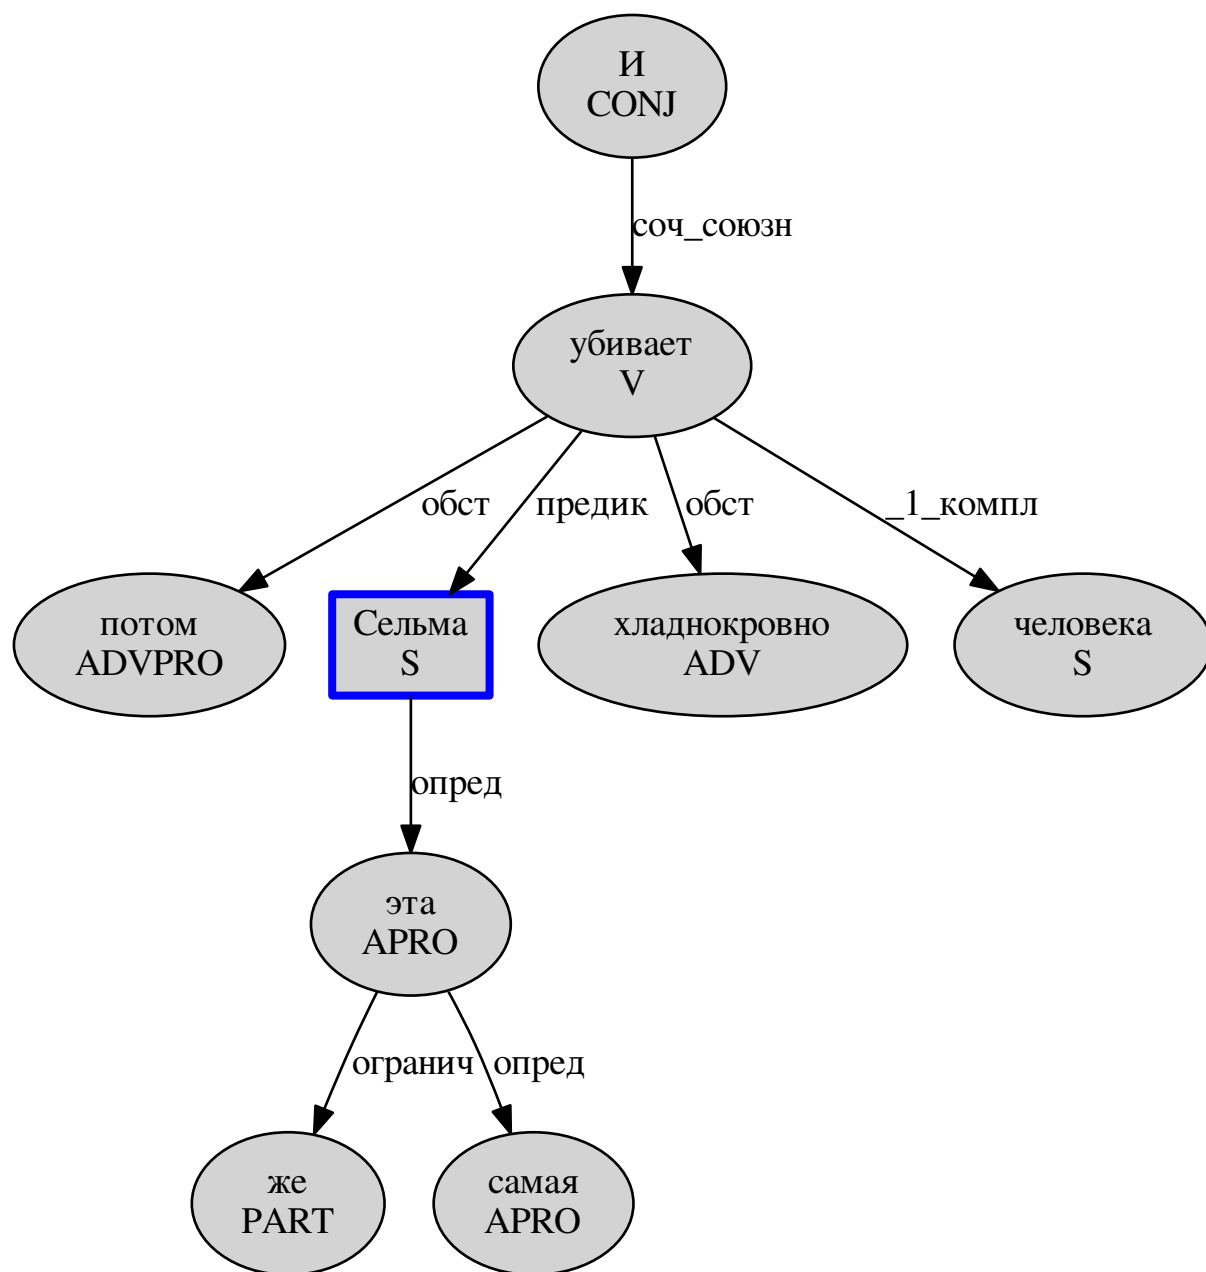 И
CONJ
соч_союзн
убивает
V
обст
предик
обст
_1_компл
потом
ADVPRO
Сельма
S
хладнокровно
ADV
человека
S
опред
эта
APRO
огранич
опред
же
PART
самая
APRO